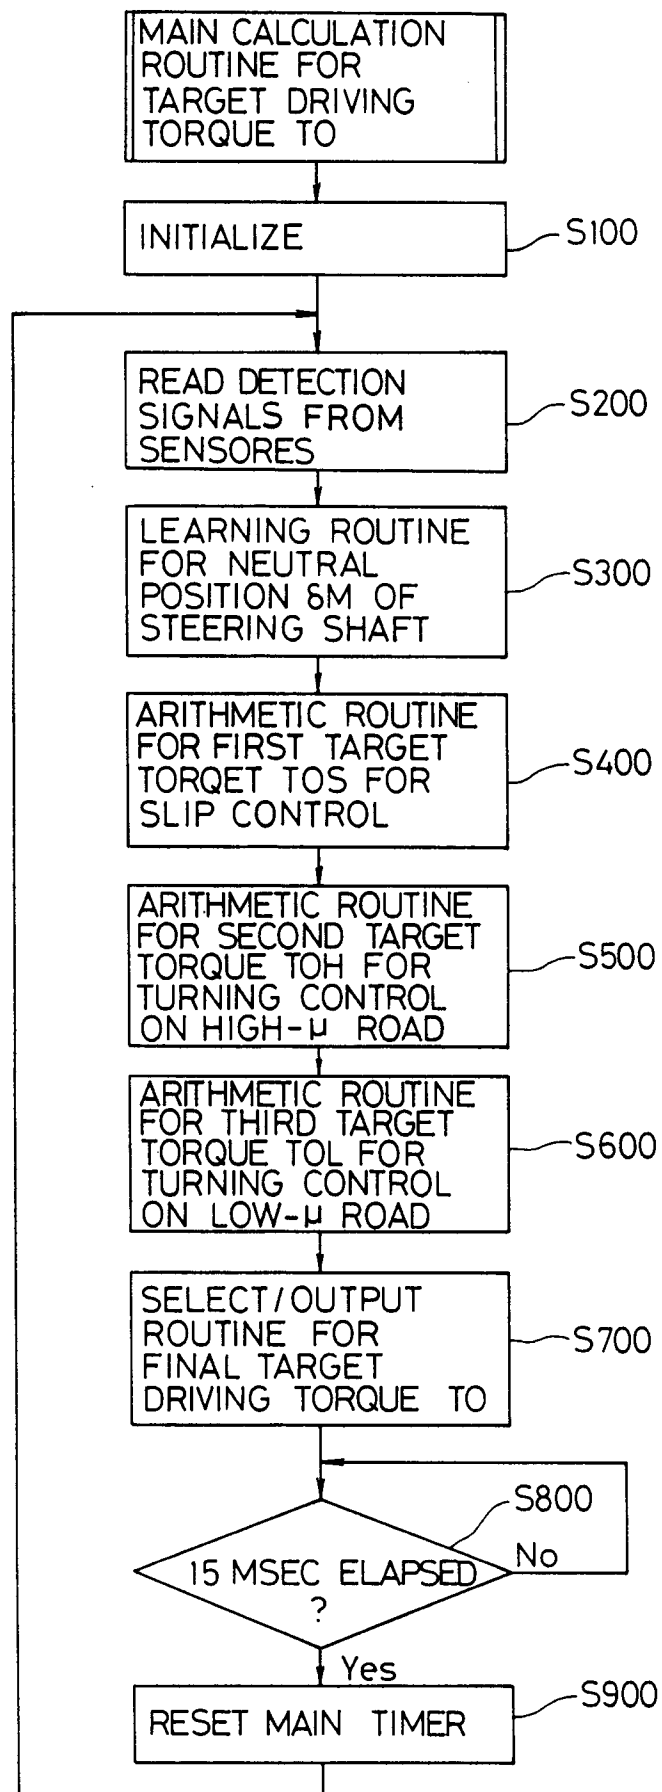 MAIN CALCULATION
ROUTINE FOR
TARGET DRIVING
TORQUE TO
INITIALIZE
S100
READ DETECTION
SIGNALS FROM
SENSORES
S200
LEARNING ROUTINE
FOR NEUTRAL
POSITION δM OF
STEERING SHAFT
S300
ARITHMETIC ROUTINE
FOR FIRST TARGET
TORQET TOS FOR
SLIP CONTROL
S400
ARITHMETIC ROUTINE
FOR SECOND TARGET
TORQUE TOH FOR
TURNING CONTROL
ON HIGH-μ ROAD
S500
ARITHMETIC ROUTINE
FOR THIRD TARGET
TORQUE TOL FOR
TURNING CONTROL
ON LOW-μ ROAD
S600
SELECT/OUTPUT
ROUTINE FOR
FINAL TARGET
DRIVING TORQUE TO
S700
S800
15 MSEC ELAPSED
?
No
Yes
RESET MAIN TIMER
S900